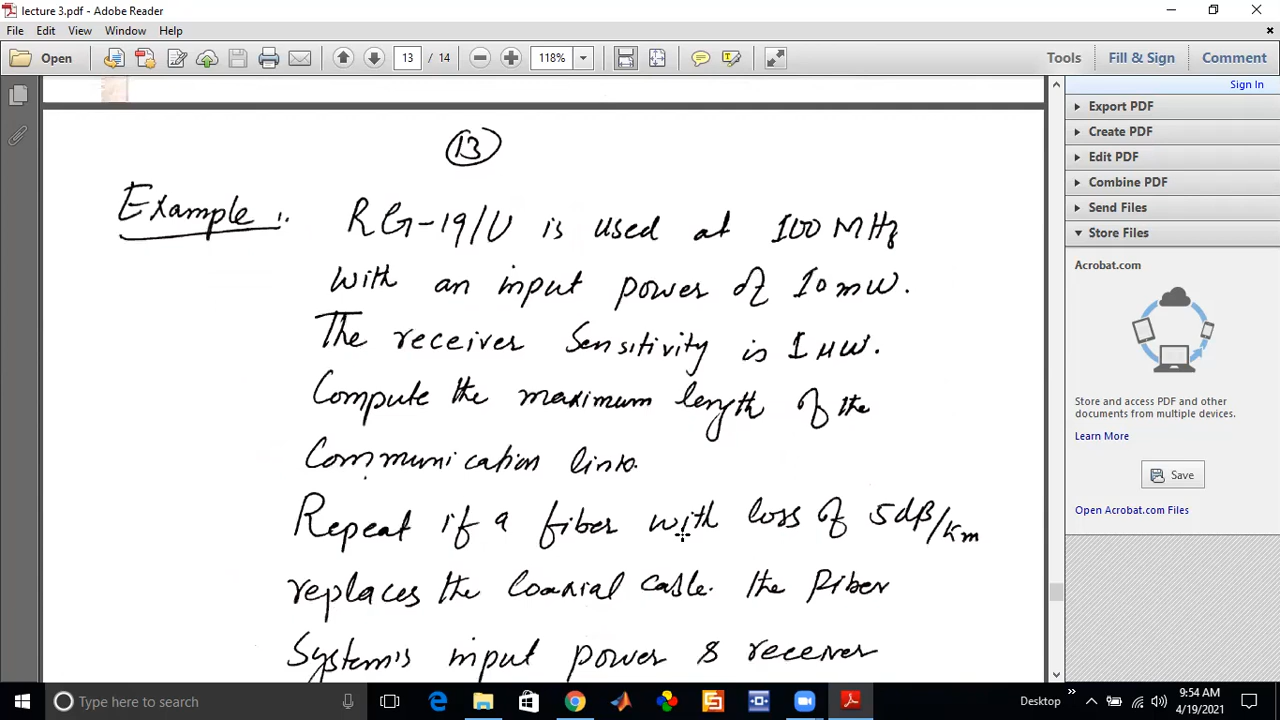 lecture 3.pdf - Adobe Reader
File Edit View Window Help
Open 13 / 14 118% Tools Fill & Sign Comment
Sign In
Export PDF
Create PDF
Edit PDF
Combine PDF
Send Files
Store Files
Acrobat.com
Store and access PDF and other
documents from multiple devices.
Learn More
Save
Open Acrobat.com Files
13
Example :. RG-19/U is used at 100 MHz
with an input power of 10 mW.
The receiver Sensitivity is 1 μW.
Compute the maximum length of the
Communication link.
Repeat if a fiber with loss of 5 dB/Km
replaces the Coaxial cable. the Fiber
System's input power & receiver
Type here to search
Desktop
9:54 AM
4/19/2021